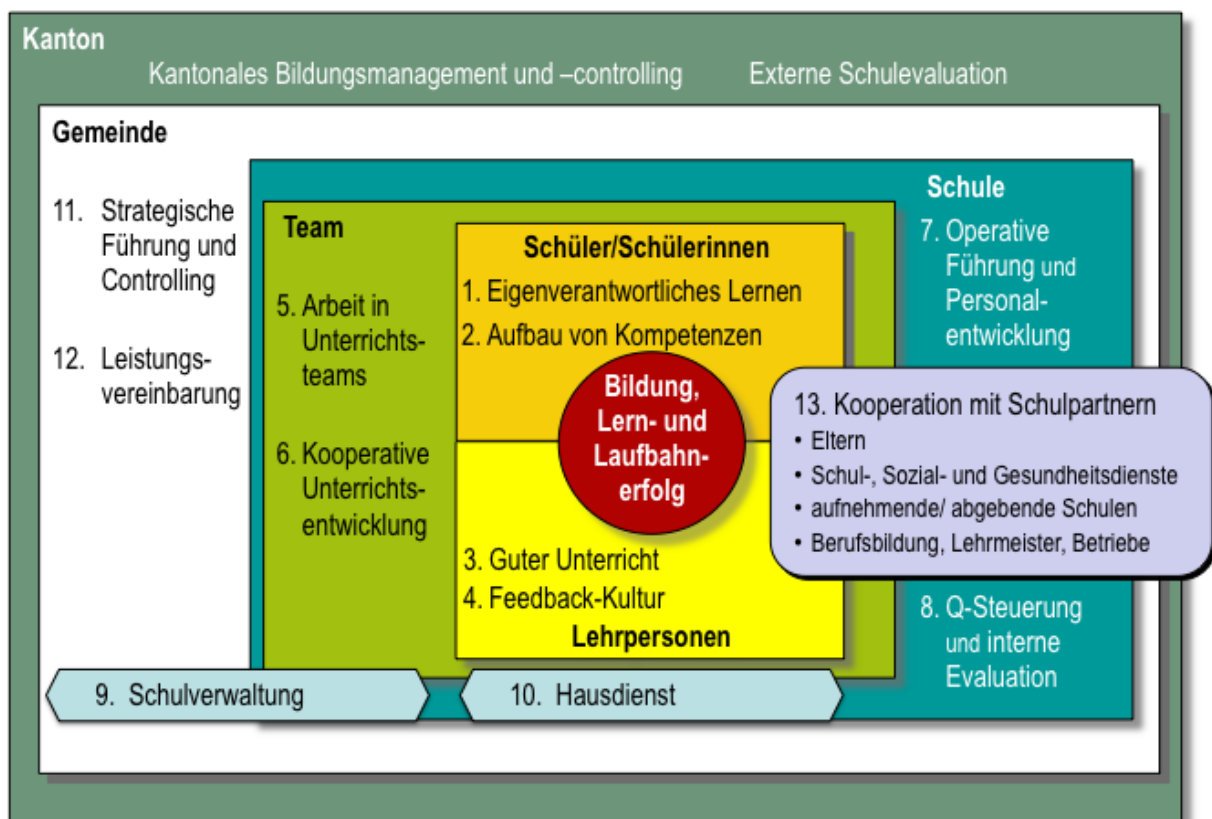 Kanton
Kantonales Bildungsmanagement und –controlling
Externe Schulevaluation
Gemeinde
11. Strategische
Führung und
Controlling
12. Leistungs-
vereinbarung
Team
5. Arbeit in
Unterrichts-
teams
6. Kooperative
Unterrichts-
entwicklung
Schüler/Schülerinnen
1. Eigenverantwortliches Lernen
2. Aufbau von Kompetenzen
Bildung,
Lern- und
Laufbahn-
erfolg
3. Guter Unterricht
4. Feedback-Kultur
Lehrpersonen
Schule
7. Operative
Führung und
Personal-
entwicklung
13. Kooperation mit Schulpartnern
• Eltern
• Schul-, Sozial- und Gesundheitsdienste
• aufnehmende/ abgebende Schulen
• Berufsbildung, Lehrmeister, Betriebe
8. Q-Steuerung
und interne
Evaluation
9. Schulverwaltung
10. Hausdienst